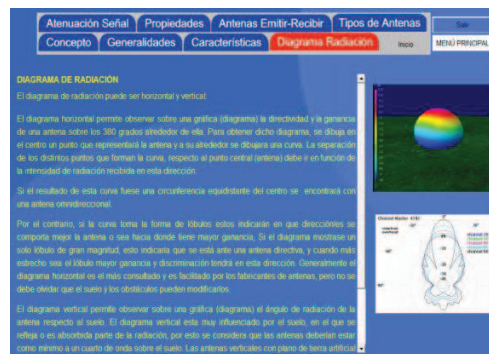 Atenuación Señal
Propiedades
Antenas Emitir-Recibir
Tipos de Antenas
Concepto
Generalidades
Características
Diagrama Radiación
Inicio
Salir
MENÚ PRINCIPAL
DIAGRAMA DE RADIACIÓN
El diagrama de radiación puede ser horizontal y vertical:
El diagrama horizontal permite observar sobre una gráfica (diagrama) la directividad y la ganancia
de una antena sobre los 360 grados alrededor de ella. Para obtener dicho diagrama, se dibuja en
el centro un punto que representará la antena y a su alrededor se dibujara una curva. La separación
de los distintos puntos que forman la curva, respecto al punto central (antena) debe ir en función de
la intensidad de radiación recibida en esta dirección.
Si el resultado de esta curva fuese una circunferencia equidistante del centro se encontrará con
una antena omnidireccional.
Por el contrario, si la curva toma la forma de lóbulos estos indicarán en que direcciónes se
comporta mejor la antena o sea hacia donde tiene mayor ganancia, Si el diagrama mostrase un
solo lóbulo de gran magnitud, esto indicaría que se está ante una antena directiva, y cuando más
estrecho sea el lóbulo mayor ganancia y discriminación tendrá en esta dirección. Generalmente el
diagrama horizontal es el más consultado y es facilitado por los fabricantes de antenas, pero no se
debe olvidar que el suelo y los obstáculos pueden modificarlos.
El diagrama vertical permite observar sobre una gráfica (diagrama) el ángulo de radiación de la
antena respecto al suelo. El diagrama vertical esta muy influenciado por el suelo, en el que se
refleja o es absorbida parte de la radiación, por esto se considera que las antenas deberían estar
como mínimo a un cuarto de onda sobre el suelo. Las antenas verticales con plano de tierra artificial